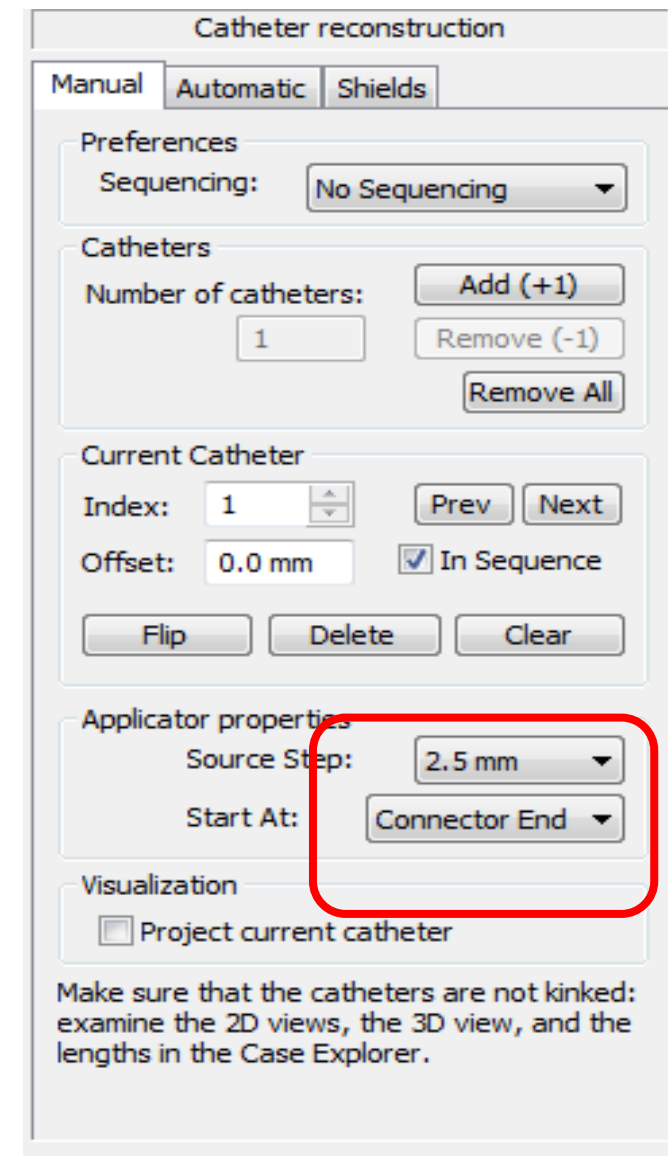 Catheter reconstruction
Manual Automatic Shields
Preferences
Sequencing: No Sequencing
Catheters
Number of catheters: Add (+1)
1 Remove (-1)
Remove All
Current Catheter
Index: 1 Prev Next
Offset: 0.0 mm In Sequence
Flip Delete Clear
Applicator properties
Source Step: 2.5 mm
Start At: Connector End
Visualization
Project current catheter
Make sure that the catheters are not kinked:
examine the 2D views, the 3D view, and the
lengths in the Case Explorer.